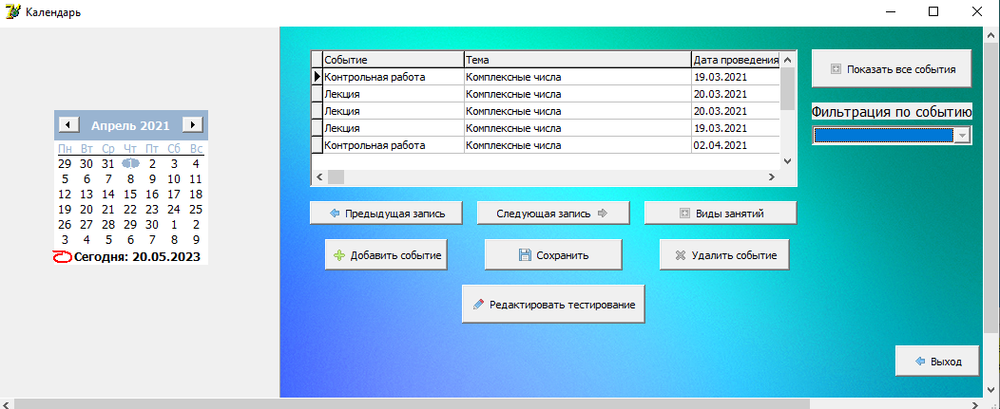 Календарь
Апрель 2021
Пн Вт Ср Чт Пт Сб Вс
29 30 31 1 2 3 4
5 6 7 8 9 10 11
12 13 14 15 16 17 18
19 20 21 22 23 24 25
26 27 28 29 30 1 2
3 4 5 6 7 8 9
Сегодня: 20.05.2023
Событие Тема Дата проведения
Контрольная работа Комплексные числа 19.03.2021
Лекция Комплексные числа 20.03.2021
Лекция Комплексные числа 20.03.2021
Лекция Комплексные числа 19.03.2021
Контрольная работа Комплексные числа 02.04.2021
Показать все события
Фильтрация по событию
Предыдущая запись
Следующая запись
Виды занятий
Добавить событие
Сохранить
Удалить событие
Редактировать тестирование
Выход